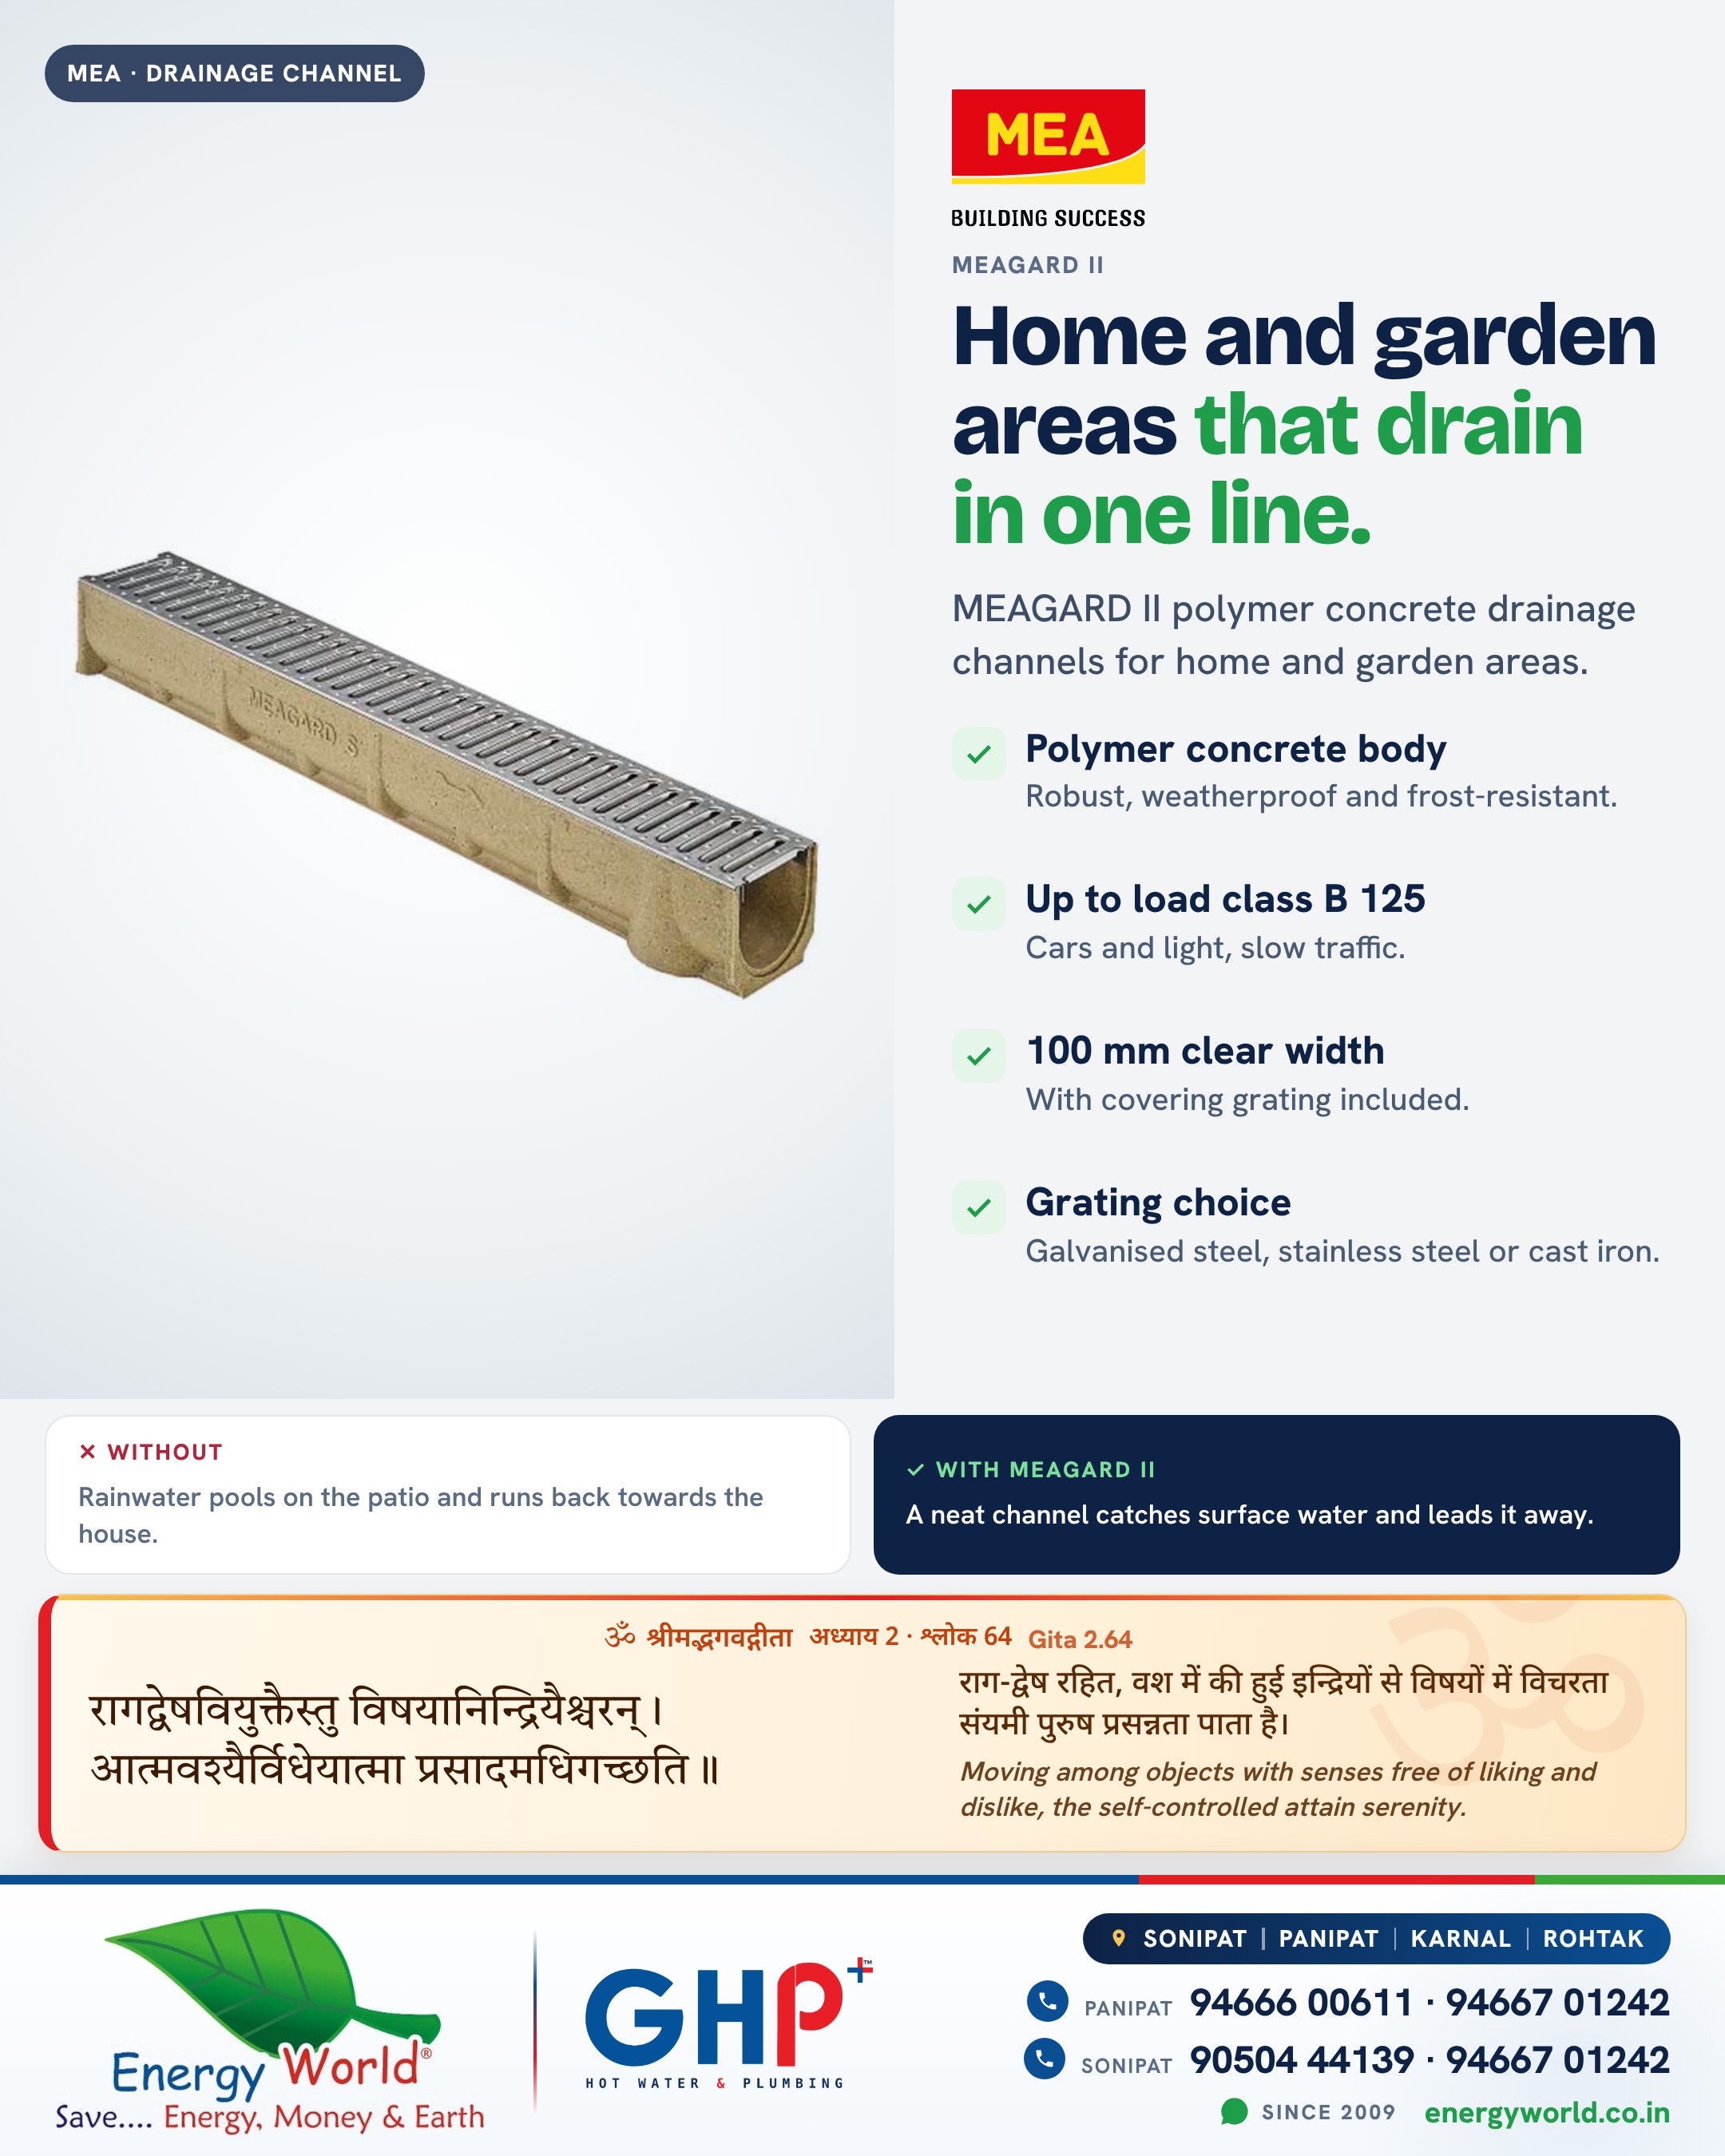 MEA · DRAINAGE CHANNEL
MEAGARD S
MEA
BUILDING SUCCESS
MEAGARD II
Home and garden
areas that drain
in one line.
MEAGARD II polymer concrete drainage
channels for home and garden areas.
Polymer concrete body
Robust, weatherproof and frost-resistant.
Up to load class B 125
Cars and light, slow traffic.
100 mm clear width
With covering grating included.
Grating choice
Galvanised steel, stainless steel or cast iron.
✕ WITHOUT
Rainwater pools on the patio and runs back towards the
house.
✓ WITH MEAGARD II
A neat channel catches surface water and leads it away.
ॐ श्रीमद्भगवद्गीता अध्याय 2 · श्लोक 64 Gita 2.64
रागद्वेषवियुक्तैस्तु विषयानिन्द्रियैश्चरन् ।
आत्मवश्यैर्विधेयात्मा प्रसादमधिगच्छति ॥
राग-द्वेष रहित, वश में की हुई इन्द्रियों से विषयों में विचरता
संयमी पुरुष प्रसन्नता पाता है।
Moving among objects with senses free of liking and
dislike, the self-controlled attain serenity.
ॐ
Energy World®
Save.... Energy, Money & Earth
GHP+™
HOT WATER & PLUMBING
SONIPAT | PANIPAT | KARNAL | ROHTAK
PANIPAT 94666 00611 · 94667 01242
SONIPAT 90504 44139 · 94667 01242
SINCE 2009 energyworld.co.in